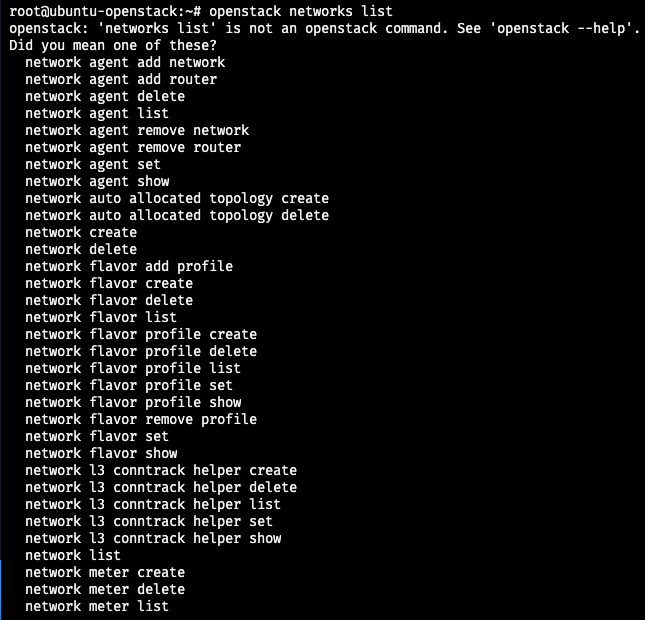 root@ubuntu-openstack:~# openstack networks list
openstack: 'networks list' is not an openstack command. See 'openstack --help'.
Did you mean one of these?
  network agent add network
  network agent add router
  network agent delete
  network agent list
  network agent remove network
  network agent remove router
  network agent set
  network agent show
  network auto allocated topology create
  network auto allocated topology delete
  network create
  network delete
  network flavor add profile
  network flavor create
  network flavor delete
  network flavor list
  network flavor profile create
  network flavor profile delete
  network flavor profile list
  network flavor profile set
  network flavor profile show
  network flavor remove profile
  network flavor set
  network flavor show
  network l3 conntrack helper create
  network l3 conntrack helper delete
  network l3 conntrack helper list
  network l3 conntrack helper set
  network l3 conntrack helper show
  network list
  network meter create
  network meter delete
  network meter list